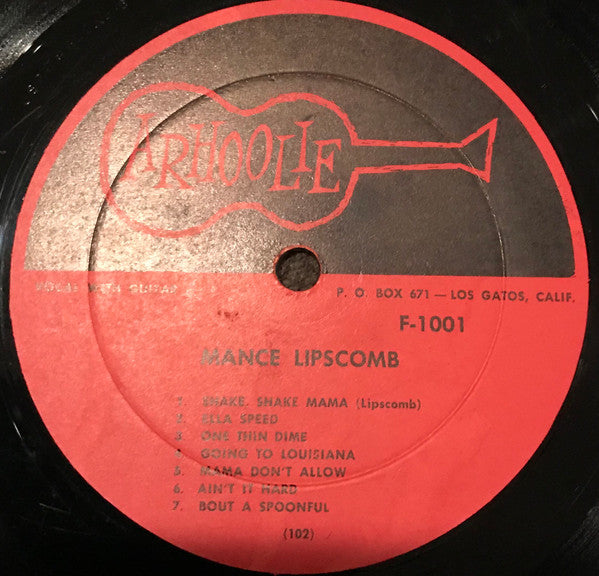 ARHOOLIE
VOCAL WITH GUITAR
P. O. BOX 671 — LOS GATOS, CALIF.
F-1001
MANCE LIPSCOMB
1. SHAKE, SHAKE MAMA (Lipscomb)
2. ELLA SPEED
3. ONE THIN DIME
4. GOING TO LOUISIANA
5. MAMA DON'T ALLOW
6. AIN'T IT HARD
7. BOUT A SPOONFUL
(102)